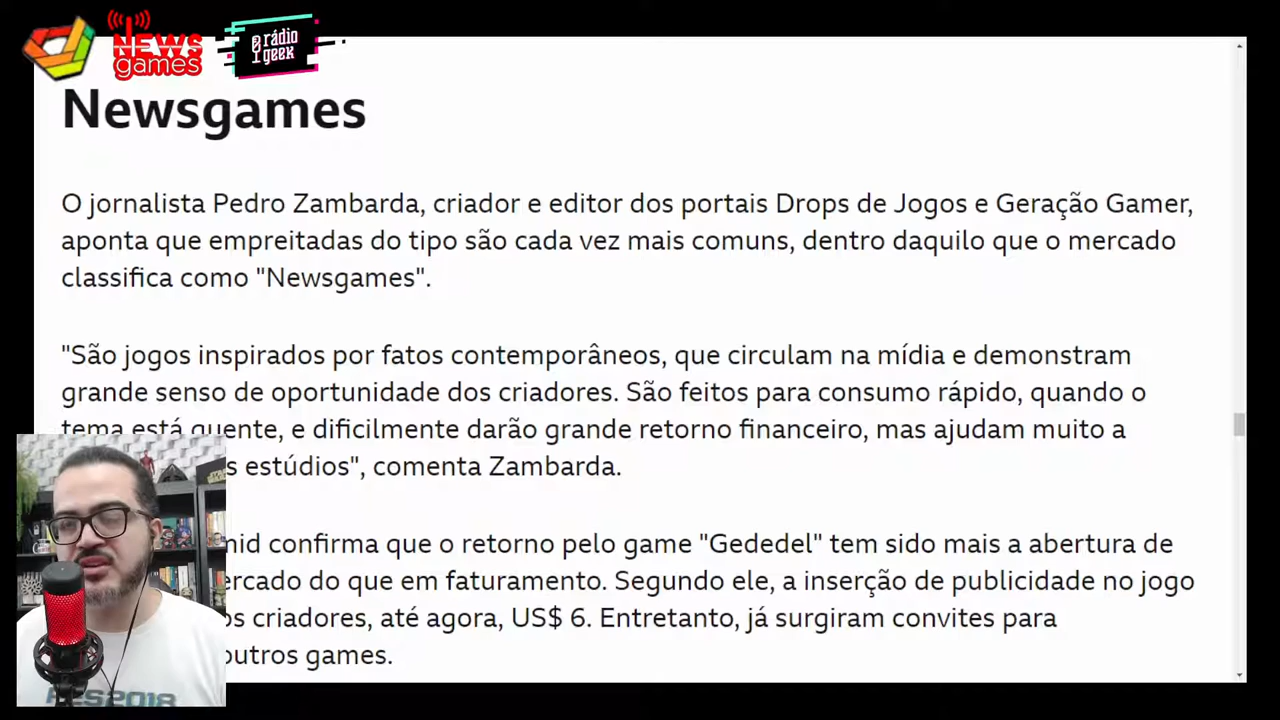 NEWS
games
rádio
geek
Newsgames
O jornalista Pedro Zambarda, criador e editor dos portais Drops de Jogos e Geração Gamer,
aponta que empreitadas do tipo são cada vez mais comuns, dentro daquilo que o mercado
classifica como "Newsgames".
"São jogos inspirados por fatos contemporâneos, que circulam na mídia e demonstram
grande senso de oportunidade dos criadores. São feitos para consumo rápido, quando o
tema está quente, e dificilmente darão grande retorno financeiro, mas ajudam muito a
s estúdios", comenta Zambarda.
mid confirma que o retorno pelo game "Gededel" tem sido mais a abertura de
ercado do que em faturamento. Segundo ele, a inserção de publicidade no jogo
os criadores, até agora, US$ 6. Entretanto, já surgiram convites para
outros games.
PES2018